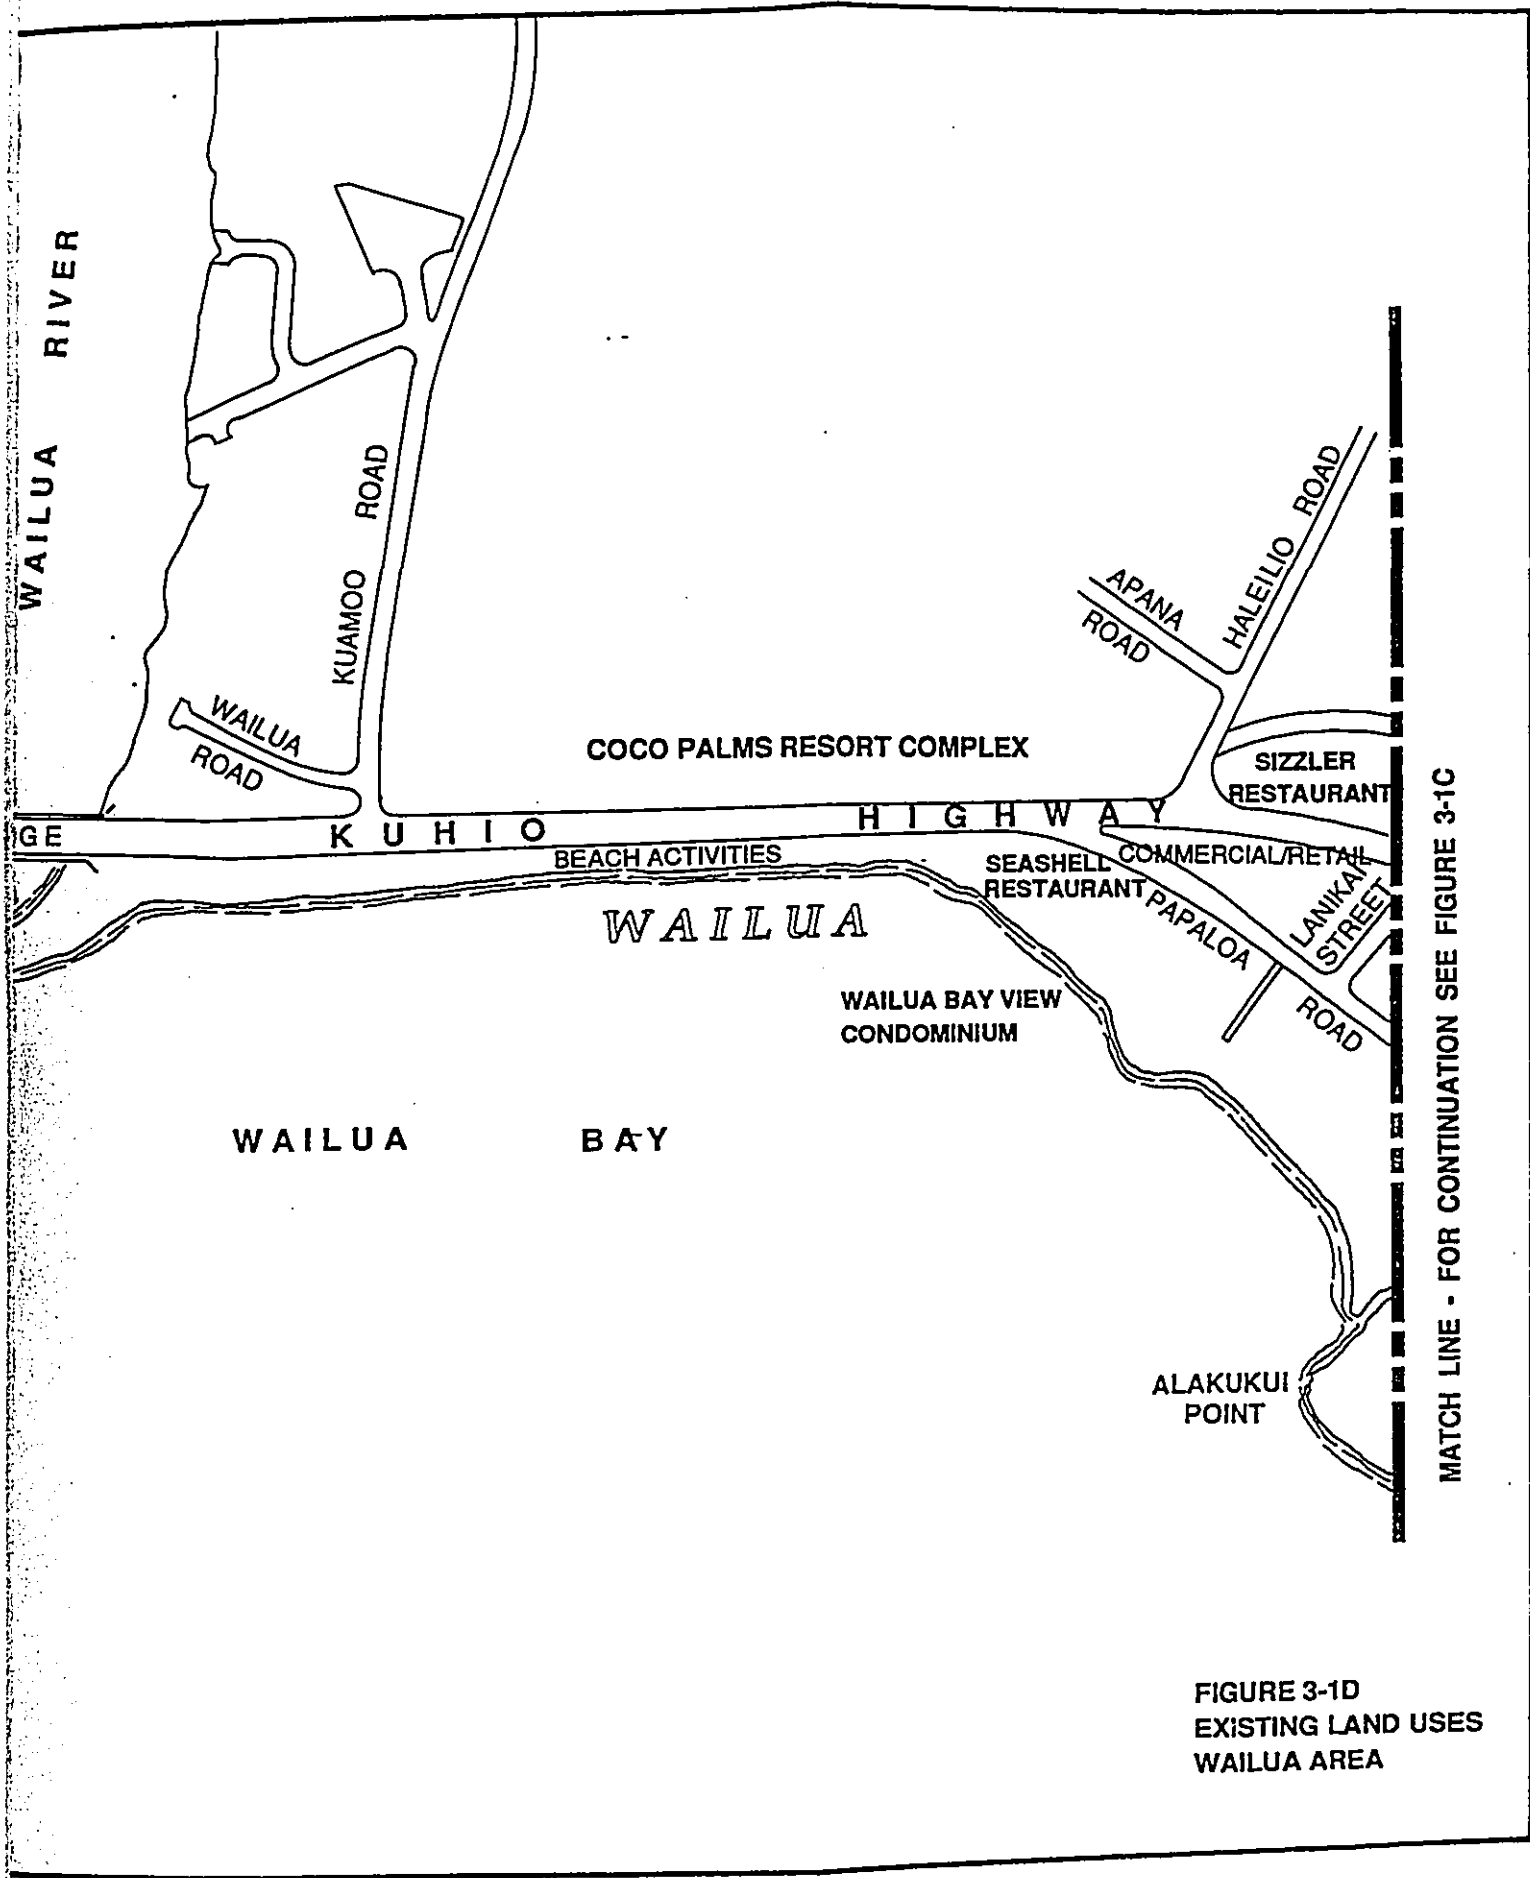 WAILUA RIVER
KUAMOO ROAD
WAILUA
ROAD
APANA
ROAD
HALEILIO ROAD
COCO PALMS RESORT COMPLEX
SIZZLER
RESTAURANT
GE
KUHIO HIGHWAY
BEACH ACTIVITIES
SEASHELL
RESTAURANT
COMMERCIAL/RETAIL
LANIKAI
STREET
PAPALOA ROAD
WAILUA
WAILUA BAY VIEW
CONDOMINIUM
WAILUA BAY
ALAKUKUI
POINT
MATCH LINE - FOR CONTINUATION SEE FIGURE 3-1C
FIGURE 3-1D
EXISTING LAND USES
WAILUA AREA